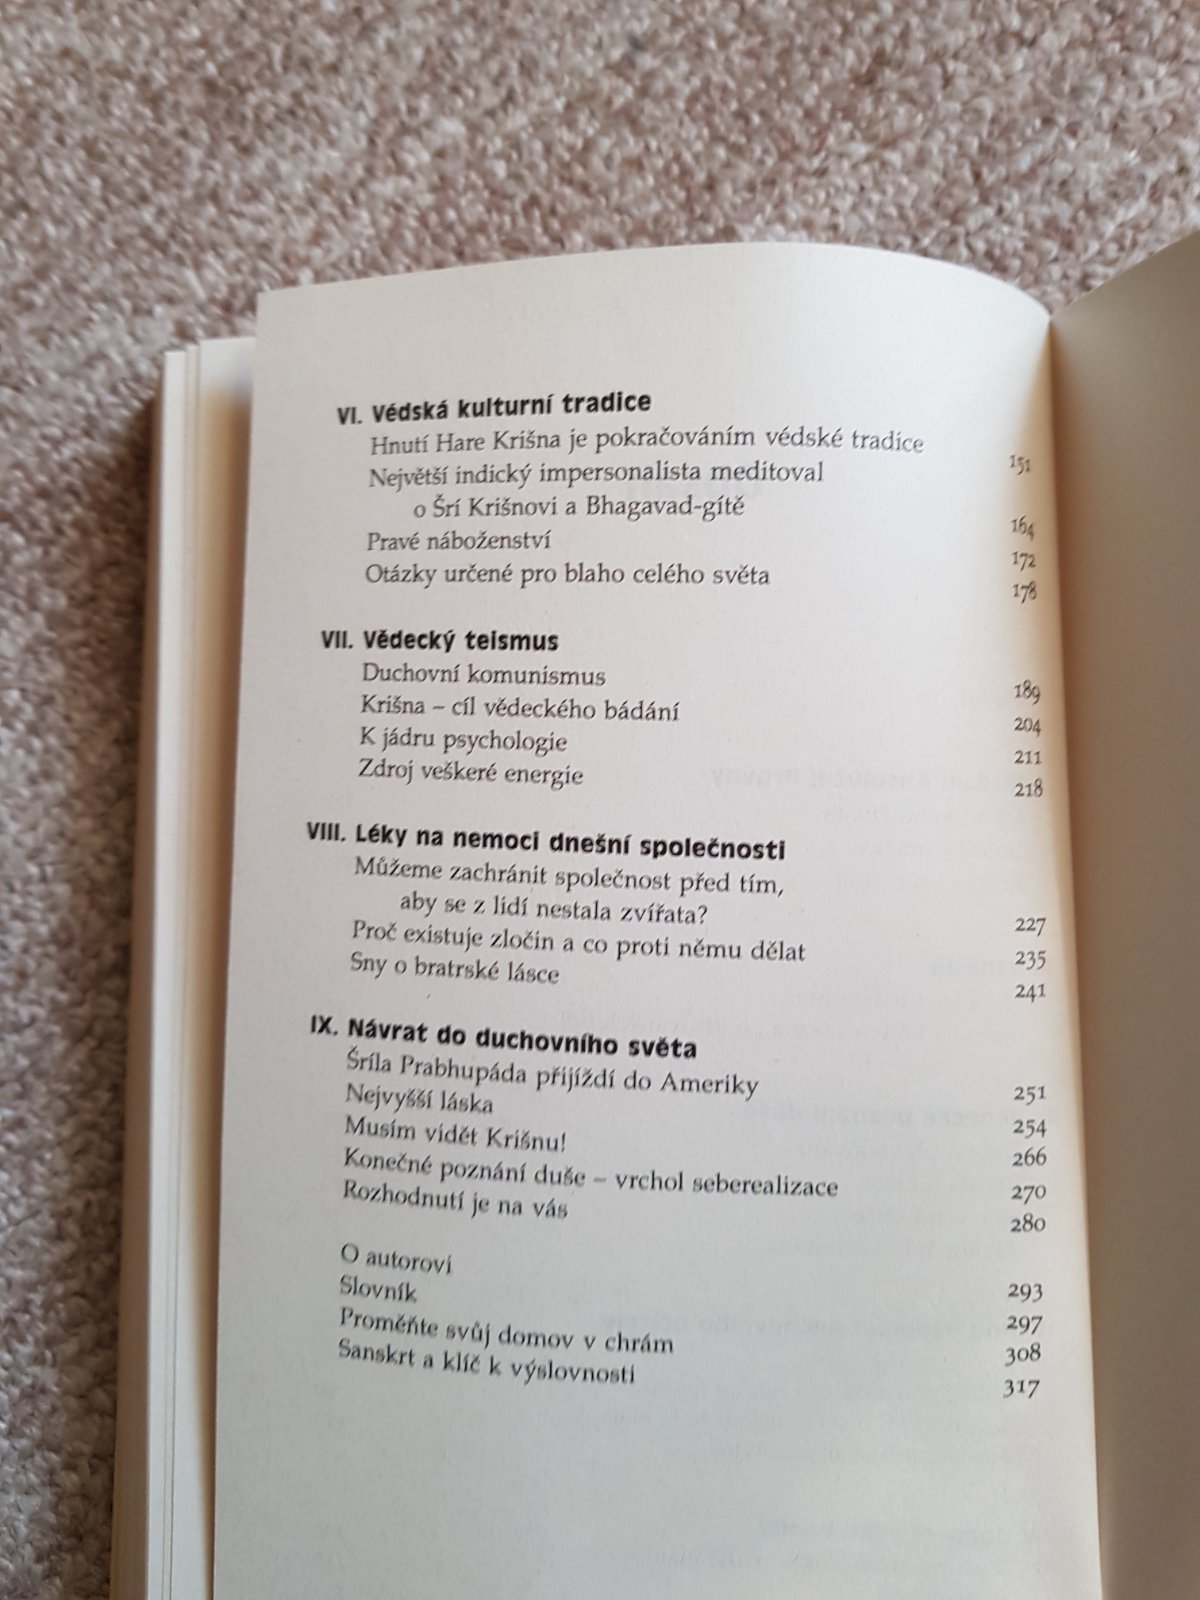 VI. Védská kulturní tradice
Hnutí Hare Krišna je pokračováním védské tradice 151
Největší indický impersonalista meditoval
o Šrí Krišnovi a Bhagavad-gítě 164
Pravé náboženství 172
Otázky určené pro blaho celého světa 178
VII. Vědecký teismus
Duchovní komunismus 189
Krišna – cíl vědeckého bádání 204
K jádru psychologie 211
Zdroj veškeré energie 218
VIII. Léky na nemoci dnešní společnosti
Můžeme zachránit společnost před tím,
aby se z lidí nestala zvířata? 227
Proč existuje zločin a co proti němu dělat 235
Sny o bratrské lásce 241
IX. Návrat do duchovního světa
Šríla Prabhupáda přijíždí do Ameriky 251
Nejvyšší láska 254
Musím vidět Krišnu! 266
Konečné poznání duše – vrchol seberealizace 270
Rozhodnutí je na vás 280
O autorovi 293
Slovník 297
Proměňte svůj domov v chrám 308
Sanskrt a klíč k výslovnosti 317